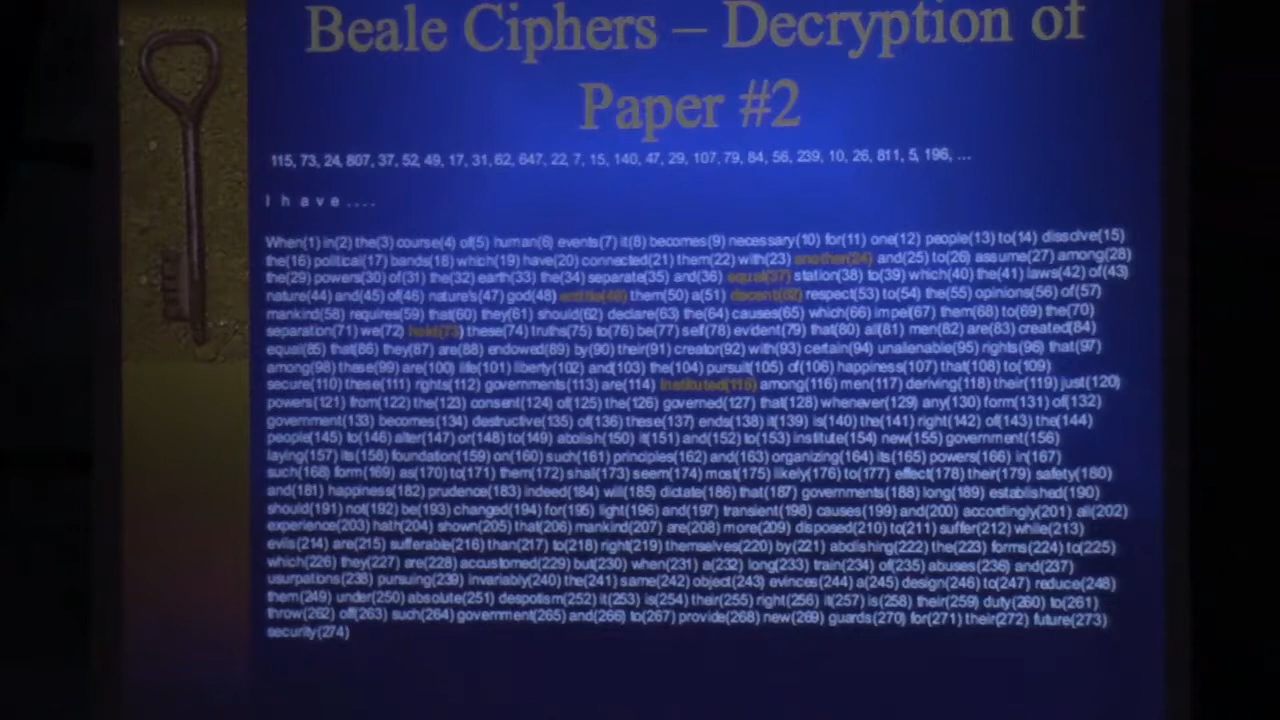 Beale Ciphers – Decryption of
Paper #2
115, 73, 24, 807, 37, 52, 49, 17, 31, 62, 647, 22, 7, 15, 140, 47, 29, 107, 79, 84, 56, 239, 10, 26, 811, 5, 196, ...
I h a v e ....
When(1) in(2) the(3) course(4) of(5) human(6) events(7) it(8) becomes(9) necessary(10) for(11) one(12) people(13) to(14) dissolve(15)
the(16) political(17) bands(18) which(19) have(20) connected(21) them(22) with(23) another(24) and(25) to(26) assume(27) among(28)
the(29) powers(30) of(31) the(32) earth(33) the(34) separate(35) and(36) equal(37) station(38) to(39) which(40) the(41) laws(42) of(43)
nature(44) and(45) of(46) nature's(47) god(48) entitle(49) them(50) a(51) decent(52) respect(53) to(54) the(55) opinions(56) of(57)
mankind(58) requires(59) that(60) they(61) should(62) declare(63) the(64) causes(65) which(66) impel(67) them(68) to(69) the(70)
separation(71) we(72) hold(73) these(74) truths(75) to(76) be(77) self(78) evident(79) that(80) all(81) men(82) are(83) created(84)
equal(85) that(86) they(87) are(88) endowed(89) by(90) their(91) creator(92) with(93) certain(94) unalienable(95) rights(96) that(97)
among(98) these(99) are(100) life(101) liberty(102) and(103) the(104) pursuit(105) of(106) happiness(107) that(108) to(109)
secure(110) these(111) rights(112) governments(113) are(114) instituted(115) among(116) men(117) deriving(118) their(119) just(120)
powers(121) from(122) the(123) consent(124) of(125) the(126) governed(127) that(128) whenever(129) any(130) form(131) of(132)
government(133) becomes(134) destructive(135) of(136) these(137) ends(138) it(139) is(140) the(141) right(142) of(143) the(144)
people(145) to(146) alter(147) or(148) to(149) abolish(150) it(151) and(152) to(153) institute(154) new(155) government(156)
laying(157) its(158) foundation(159) on(160) such(161) principles(162) and(163) organizing(164) its(165) powers(166) in(167)
such(168) form(169) as(170) to(171) them(172) shall(173) seem(174) most(175) likely(176) to(177) effect(178) their(179) safety(180)
and(181) happiness(182) prudence(183) indeed(184) will(185) dictate(186) that(187) governments(188) long(189) established(190)
should(191) not(192) be(193) changed(194) for(195) light(196) and(197) transient(198) causes(199) and(200) accordingly(201) all(202)
experience(203) hath(204) shown(205) that(206) mankind(207) are(208) more(209) disposed(210) to(211) suffer(212) while(213)
evils(214) are(215) sufferable(216) than(217) to(218) right(219) themselves(220) by(221) abolishing(222) the(223) forms(224) to(225)
which(226) they(227) are(228) accustomed(229) but(230) when(231) a(232) long(233) train(234) of(235) abuses(236) and(237)
usurpations(238) pursuing(239) invariably(240) the(241) same(242) object(243) evinces(244) a(245) design(246) to(247) reduce(248)
them(249) under(250) absolute(251) despotism(252) it(253) is(254) their(255) right(256) it(257) is(258) their(259) duty(260) to(261)
throw(262) off(263) such(264) government(265) and(266) to(267) provide(268) new(269) guards(270) for(271) their(272) future(273)
security(274)